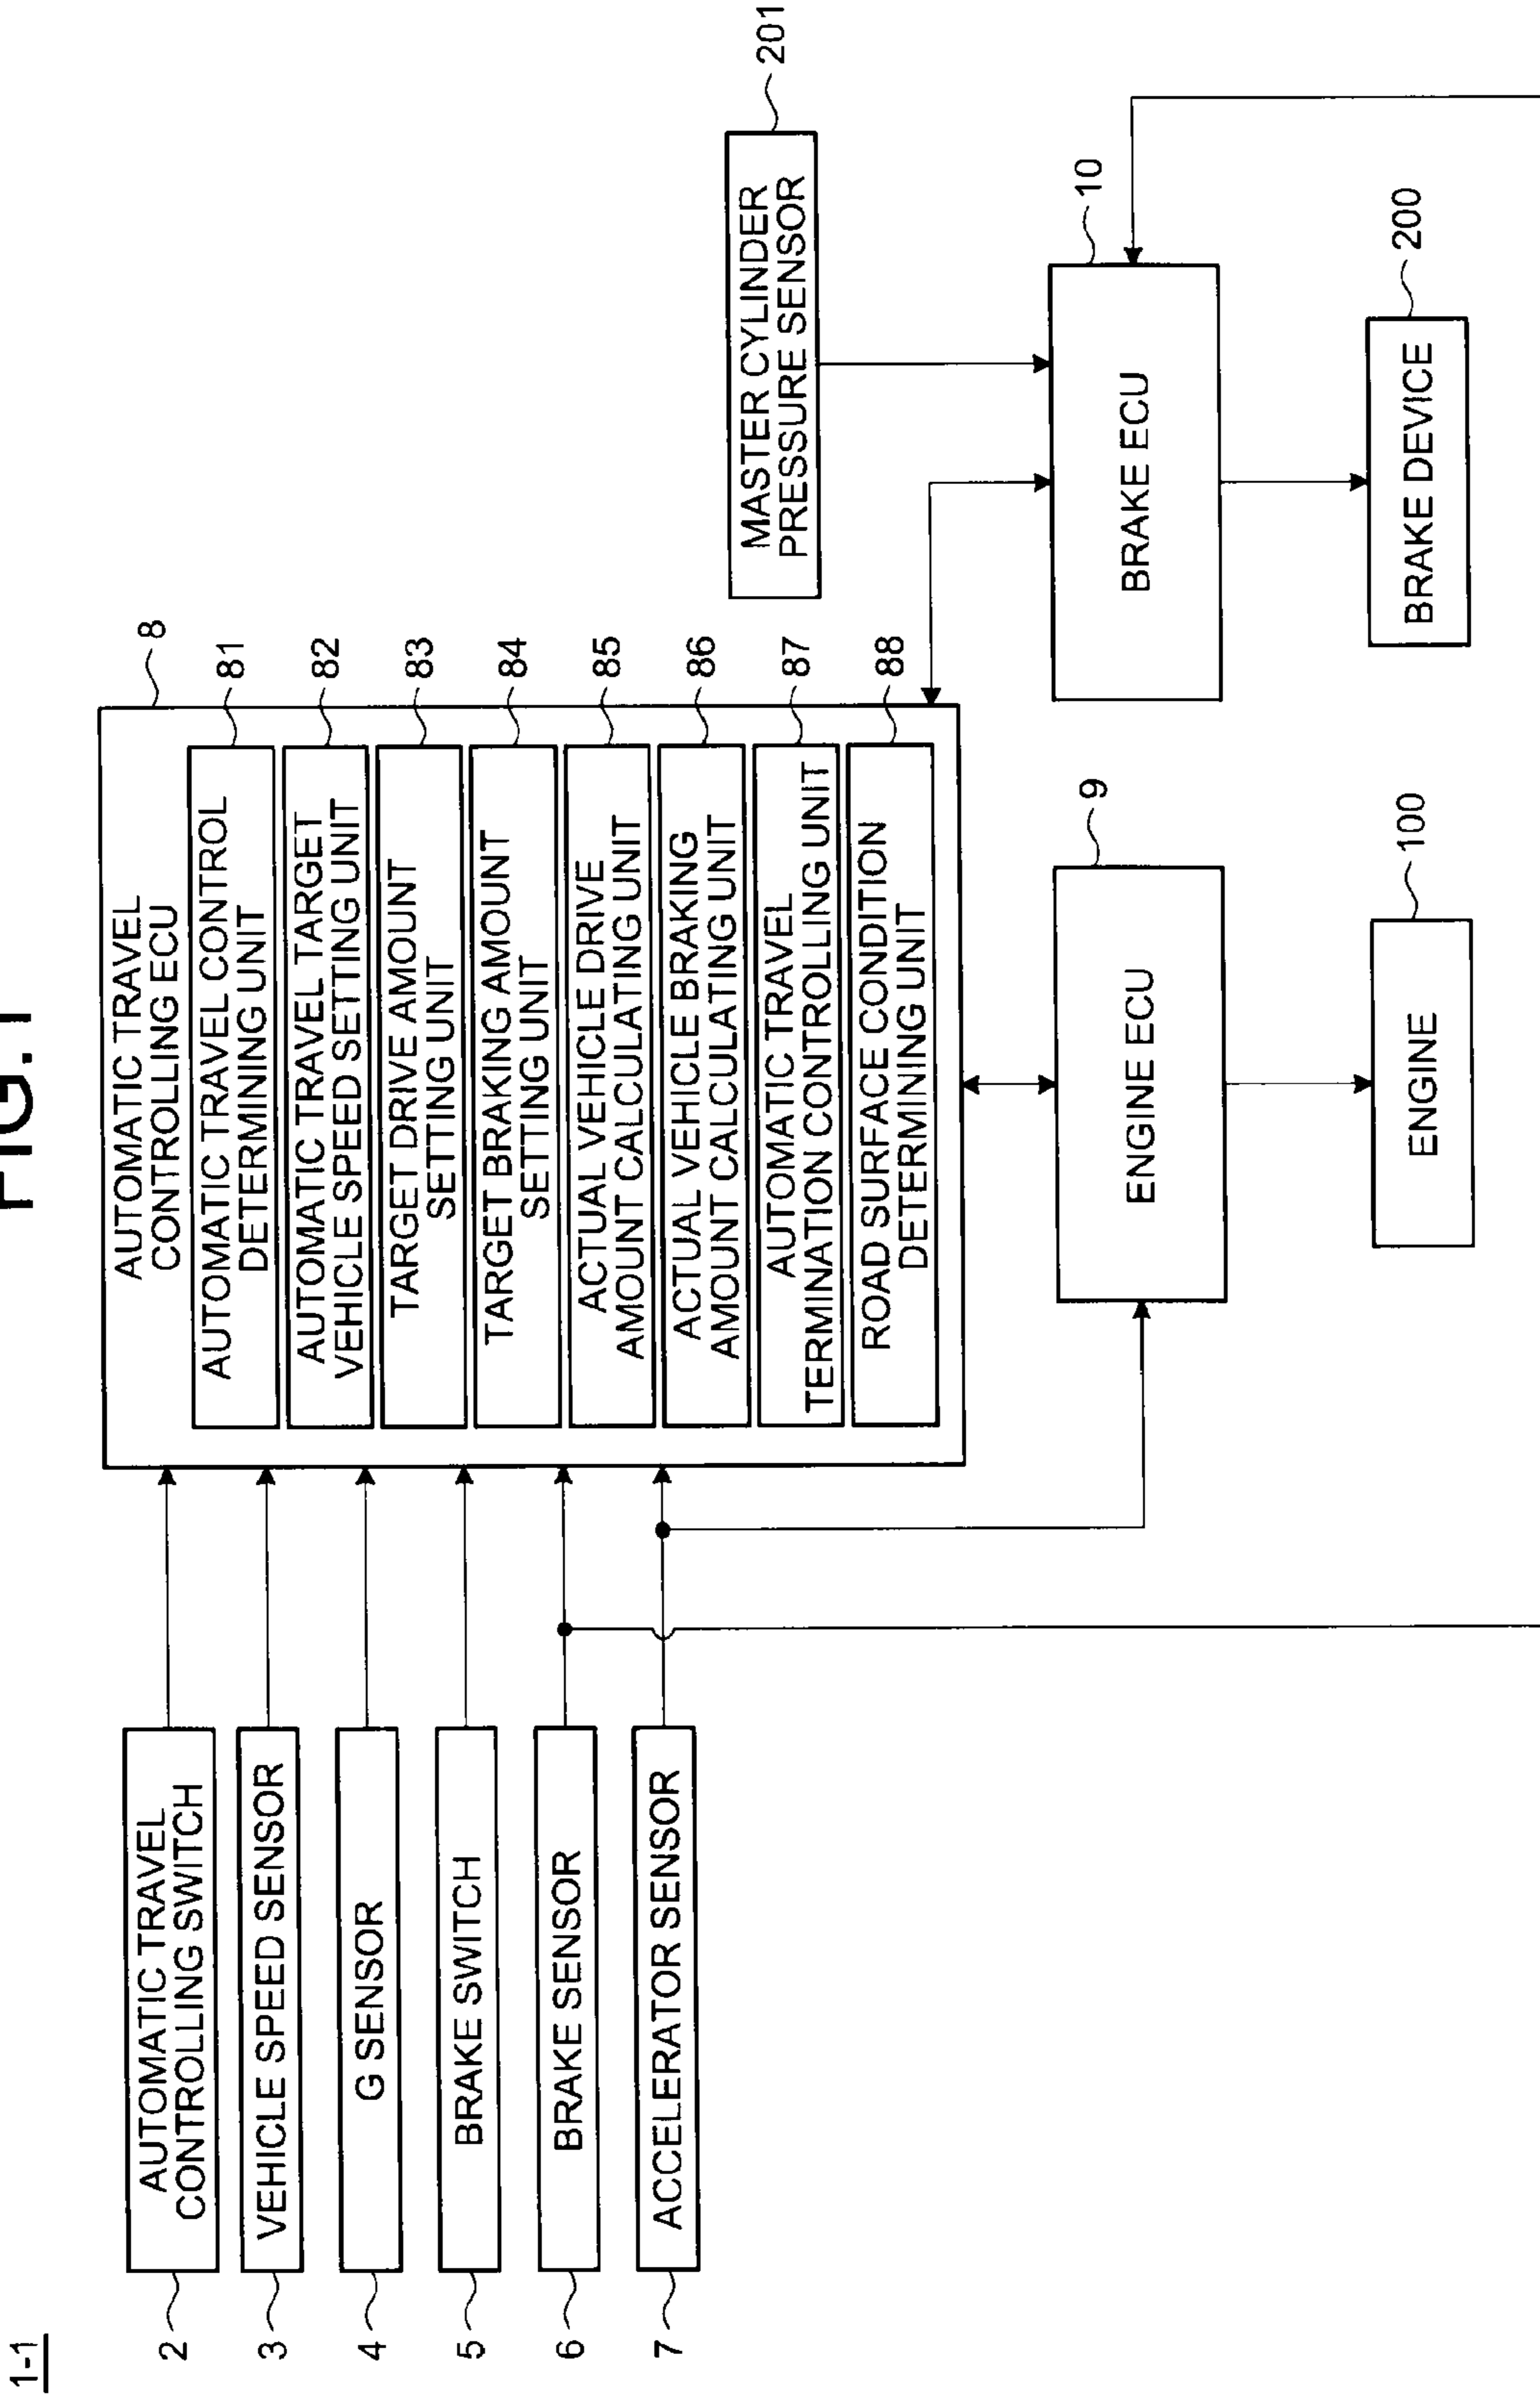 FIG.1
1-1
2
AUTOMATIC TRAVEL
CONTROLLING SWITCH
3
VEHICLE SPEED SENSOR
4
G SENSOR
5
BRAKE SWITCH
6
BRAKE SENSOR
7
ACCELERATOR SENSOR
AUTOMATIC TRAVEL
CONTROLLING ECU
8
AUTOMATIC TRAVEL CONTROL
DETERMINING UNIT
81
AUTOMATIC TRAVEL TARGET
VEHICLE SPEED SETTING UNIT
82
TARGET DRIVE AMOUNT
SETTING UNIT
83
TARGET BRAKING AMOUNT
SETTING UNIT
84
ACTUAL VEHICLE DRIVE
AMOUNT CALCULATING UNIT
85
ACTUAL VEHICLE BRAKING
AMOUNT CALCULATING UNIT
86
AUTOMATIC TRAVEL
TERMINATION CONTROLLING UNIT
87
ROAD SURFACE CONDITION
DETERMINING UNIT
88
MASTER CYLINDER
PRESSURE SENSOR
201
ENGINE ECU
9
BRAKE ECU
10
ENGINE
100
BRAKE DEVICE
200